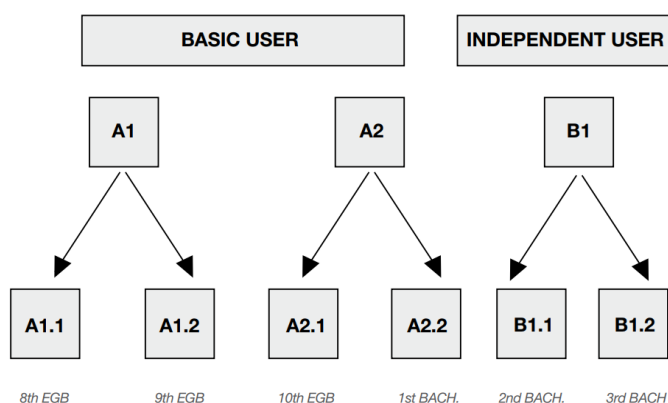 BASIC USER
INDEPENDENT USER
A1
A2
B1
A1.1
A1.2
A2.1
A2.2
B1.1
B1.2
8th EGB
9th EGB
10th EGB
1st BACH.
2nd BACH.
3rd BACH